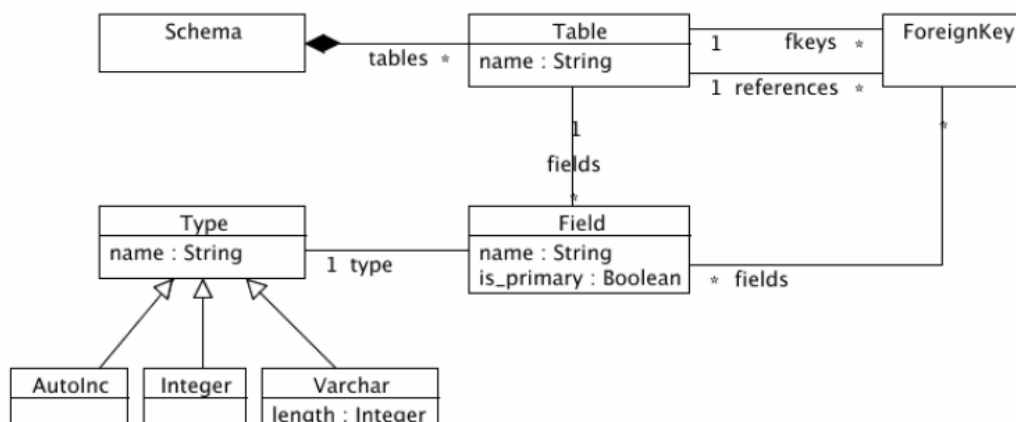 Schema
tables *
Table
name : String
1 fkeys *
1 references *
ForeignKey
1
fields
*
*
Type
name : String
1 type
Field
name : String
is_primary : Boolean
* fields
AutoInc
Integer
Varchar
length : Integer